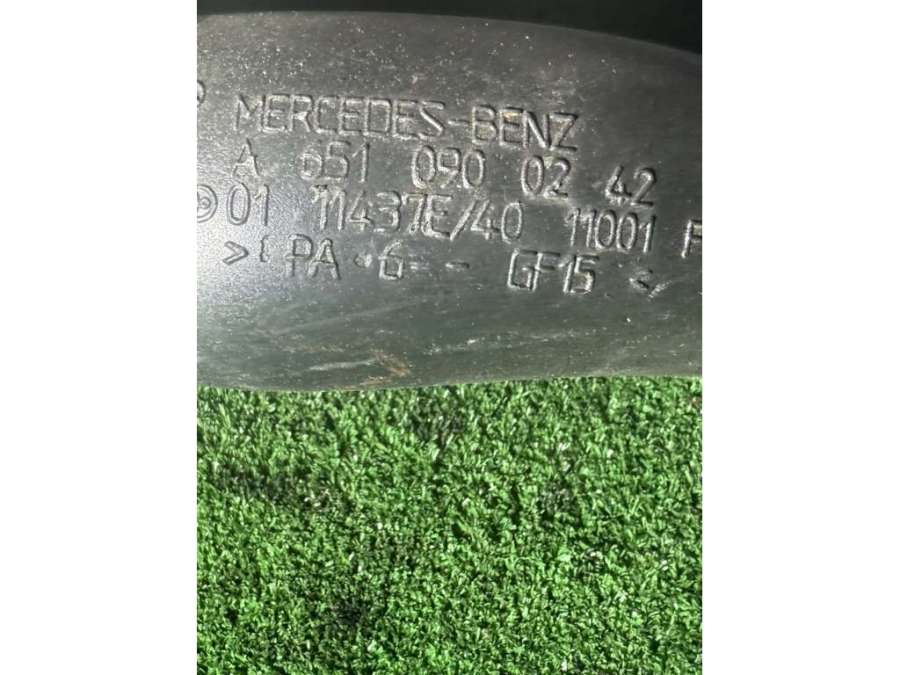 MERCEDES-BENZ
A 651 090 02 42
01 11437E/40 11001 F
>PA 6 - GF15<